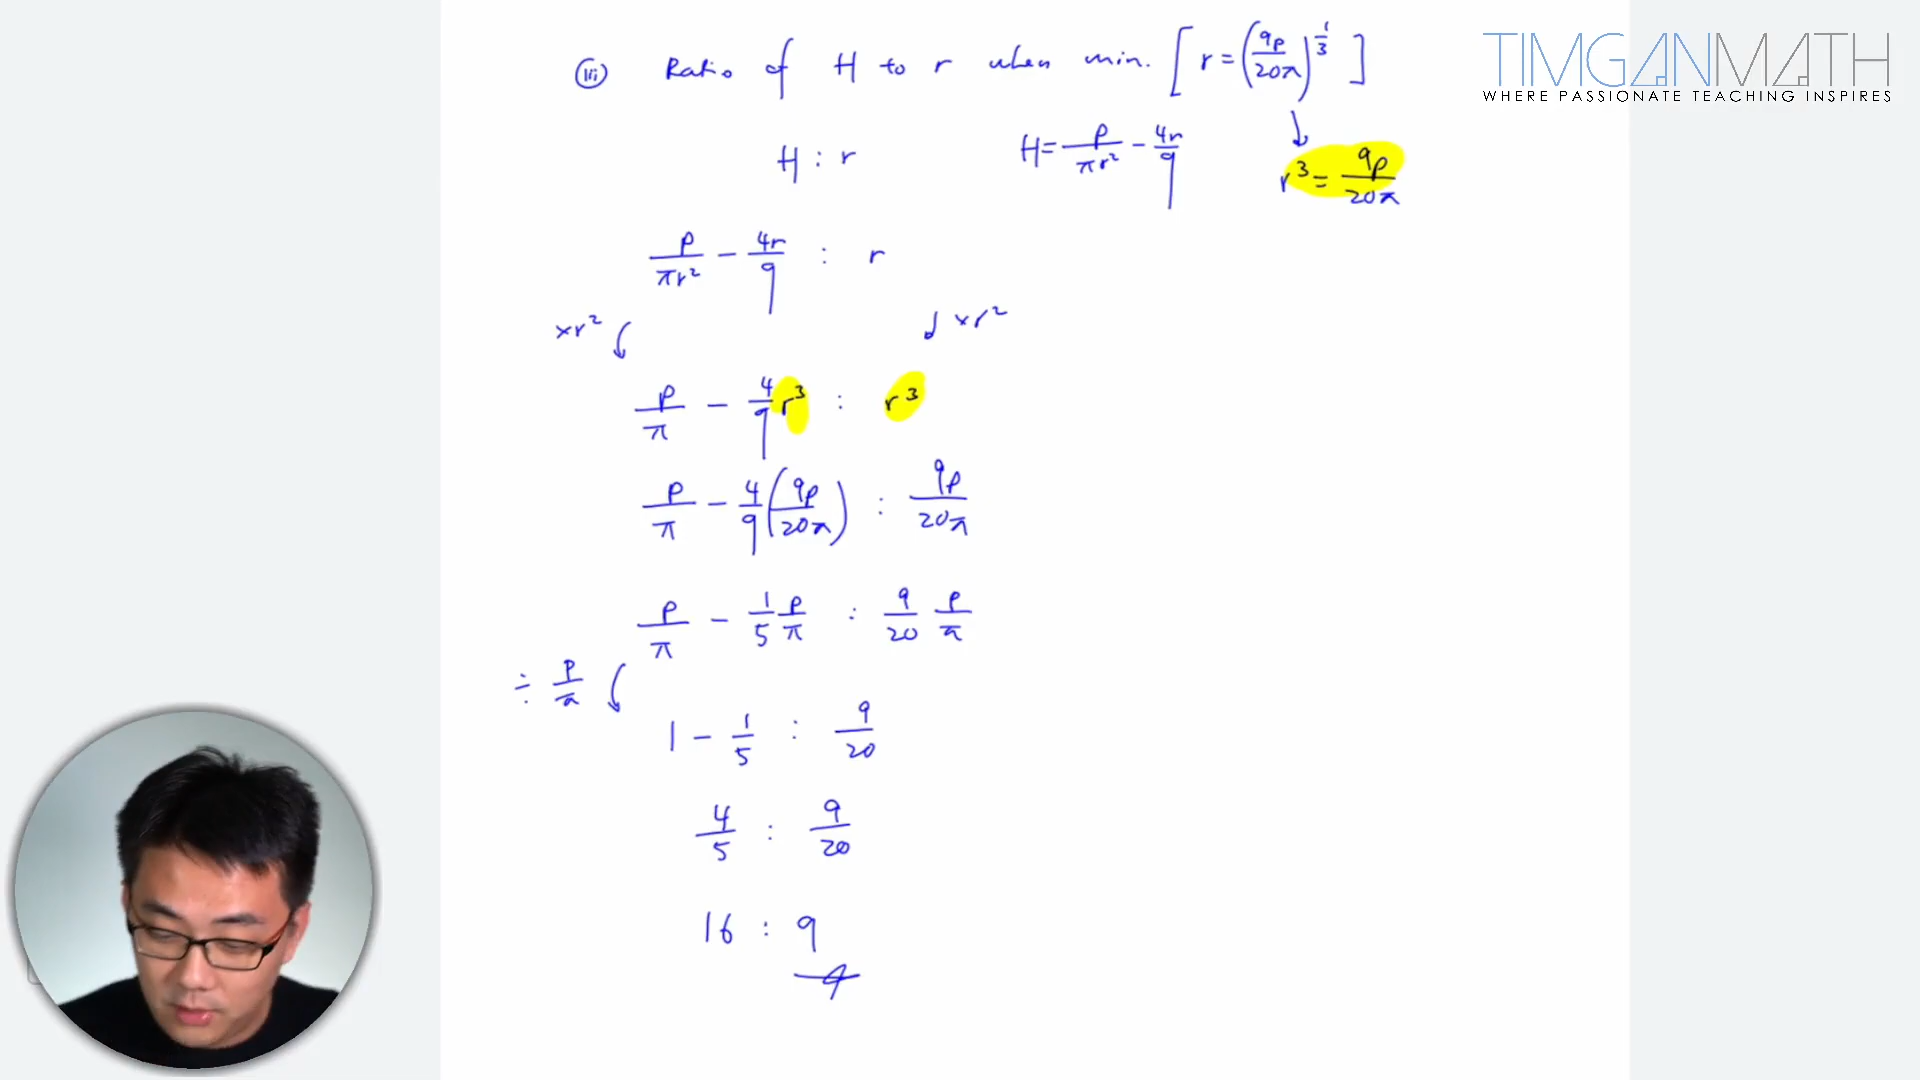 (iii) Ratio of H to r when min. [r = (9p/20π)^(1/3)]
TIMGANMATH
WHERE PASSIONATE TEACHING INSPIRES
H : r
H = p/πr² − 4r/9
r³ = 9p/20π
p/πr² − 4r/9 : r
×r²
×r²
p/π − 4/9 r³ : r³
p/π − 4/9 (9p/20π) : 9p/20π
p/π − 1/5 p/π : 9/20 p/π
÷ p/π
1 − 1/5 : 9/20
4/5 : 9/20
16 : 9